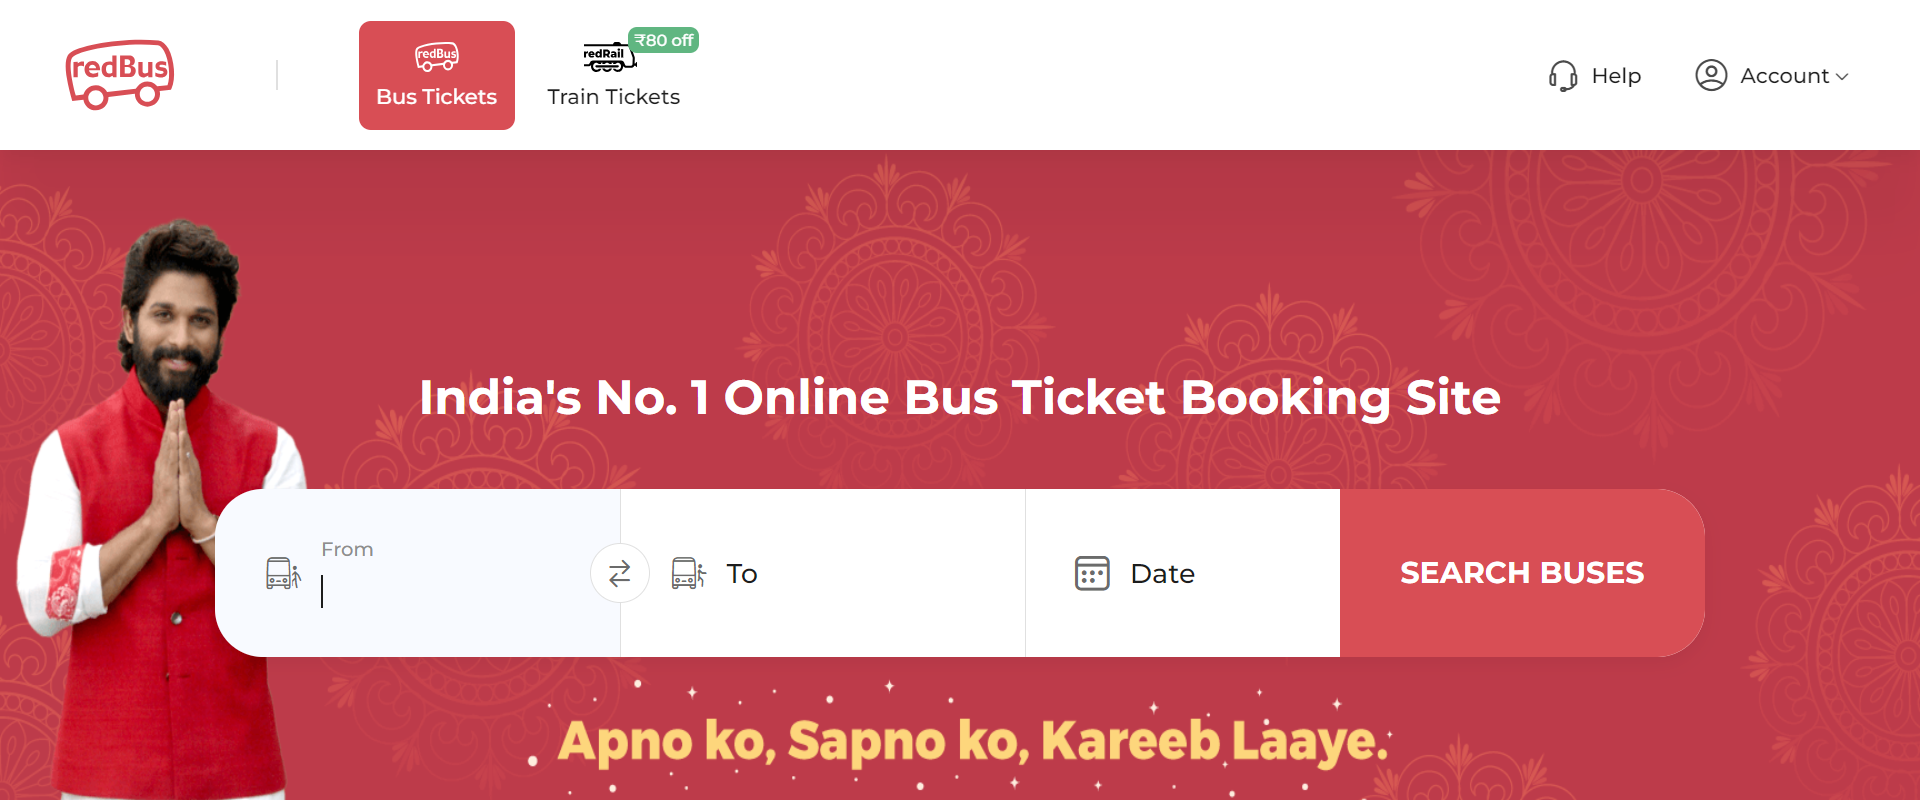 redBus
redBus
Bus Tickets
redRail
₹80 off
Train Tickets
Help
Account
India's No. 1 Online Bus Ticket Booking Site
From
To
Date
SEARCH BUSES
Apno ko, Sapno ko, Kareeb Laaye.